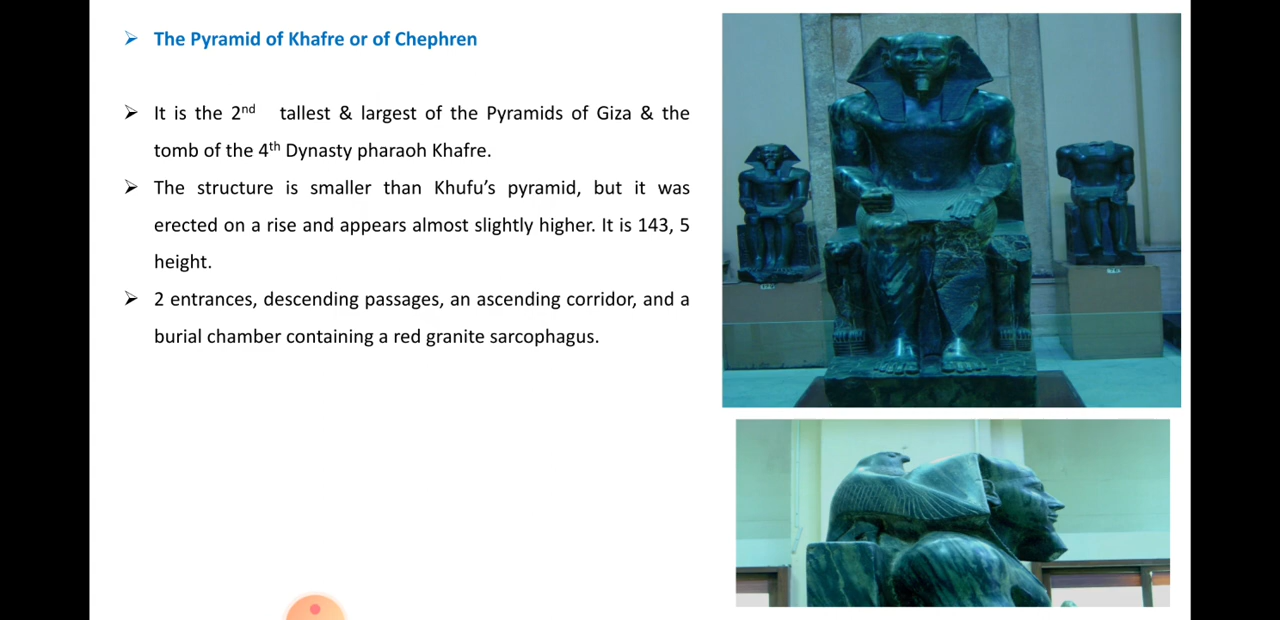 ➢ The Pyramid of Khafre or of Chephren
➢ It is the 2nd tallest & largest of the Pyramids of Giza & the
tomb of the 4th Dynasty pharaoh Khafre.
➢ The structure is smaller than Khufu’s pyramid, but it was
erected on a rise and appears almost slightly higher. It is 143, 5
height.
➢ 2 entrances, descending passages, an ascending corridor, and a
burial chamber containing a red granite sarcophagus.